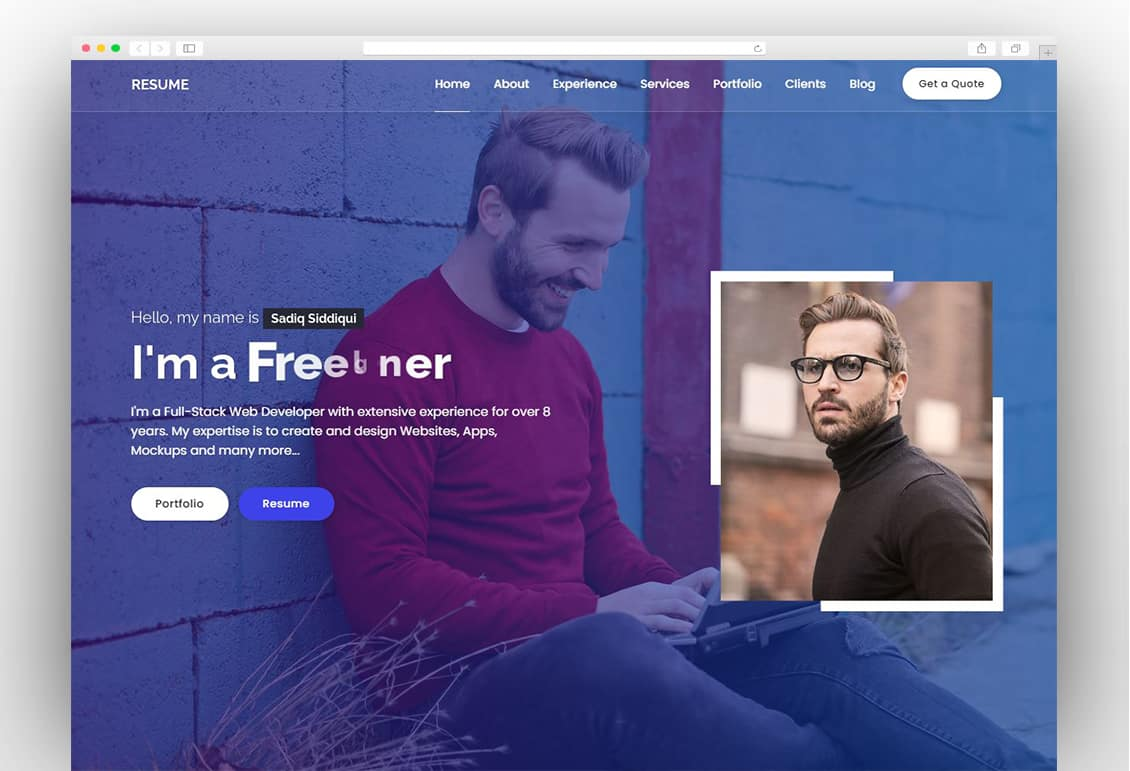 RESUME
Home About Experience Services Portfolio Clients Blog Get a Quote
Hello, my name is Sadiq Siddiqui
I'm a
I'm a Full-Stack Web Developer with extensive experience for over 8
years. My expertise is to create and design Websites, Apps,
Mockups and many more...
Portfolio Resume